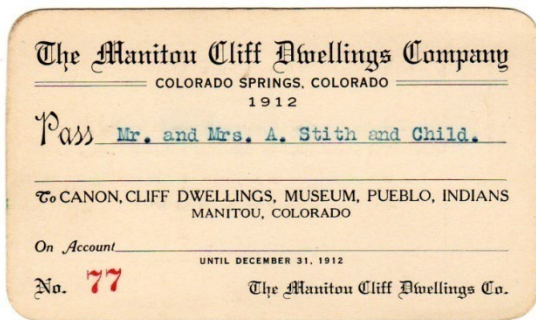 The Manitou Cliff Dwellings Company
COLORADO SPRINGS, COLORADO
1912
Pass Mr. and Mrs. A. Stith and Child.
To CANON, CLIFF DWELLINGS, MUSEUM, PUEBLO, INDIANS
MANITOU, COLORADO
On Account
UNTIL DECEMBER 31, 1912
No. 77 The Manitou Cliff Dwellings Co.